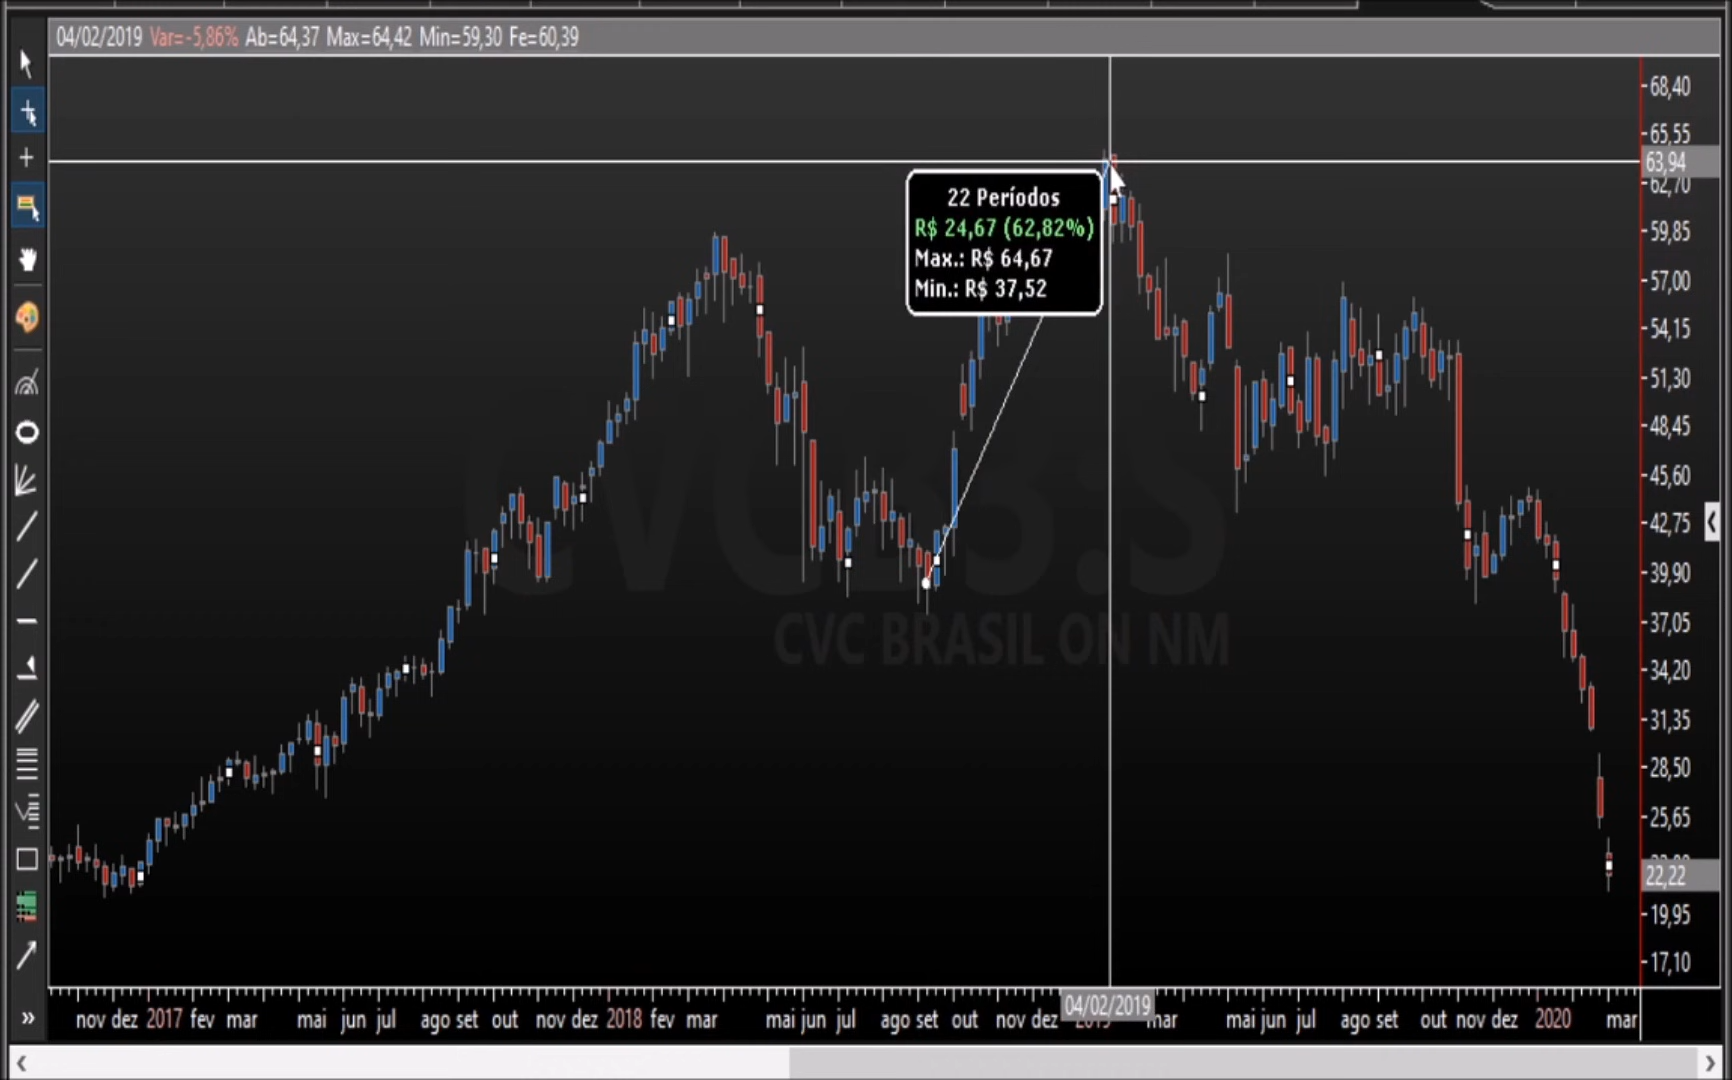 04/02/2019 Var=-5,86% Ab=64,37 Max=64,42 Min=59,30 Fe=60,39
68,40
65,55
63,94
62,70
22 Períodos
R$ 24,67 (62,82%)
Max.: R$ 64,67
Min.: R$ 37,52
59,85
57,00
54,15
51,30
48,45
45,60
42,75
39,90
37,05
34,20
31,35
28,50
25,65
22,22
19,95
17,10
CVCB3:S
CVC BRASIL ON NM
nov dez 2017 fev mar mai jun jul ago set out nov dez 2018 fev mar mai jun jul ago set out nov dez 2019 04/02/2019 mar mai jun jul ago set out nov dez 2020 mar